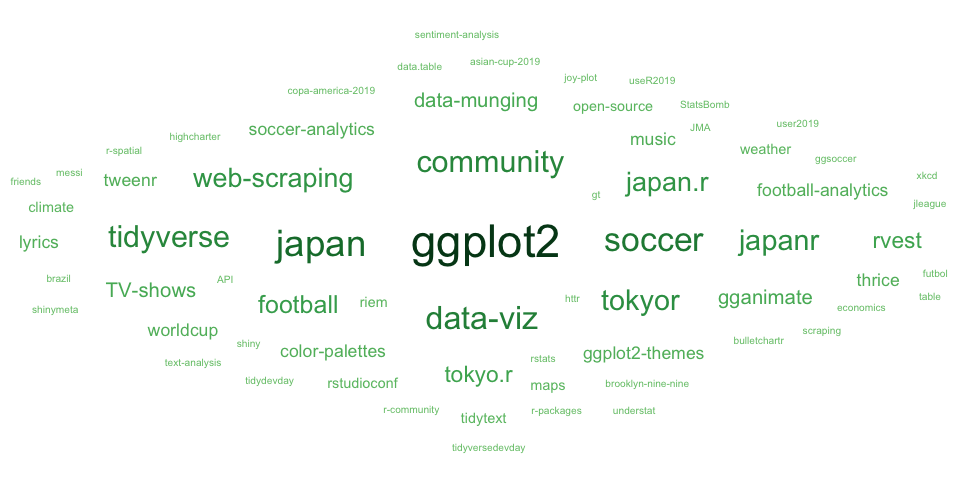 sentiment-analysis
data.table asian-cup-2019
copa-america-2019 joy-plot useR2019
data-munging open-source StatsBomb
highcharter soccer-analytics music JMA user2019
r-spatial weather
community ggsoccer
friends messi tweenr web-scraping japan.r football-analytics xkcd
climate gt jleague
lyrics tidyverse japan ggplot2 soccer japanr rvest
brazil API thrice futbol
TV-shows football riem httr tokyor gganimate table
shinymeta economics
worldcup data-viz scraping
shiny bulletchartr
text-analysis color-palettes rstats ggplot2-themes
tidydevday rstudioconf tokyo.r maps brooklyn-nine-nine
r-community tidytext r-packages understat
tidyversedevday